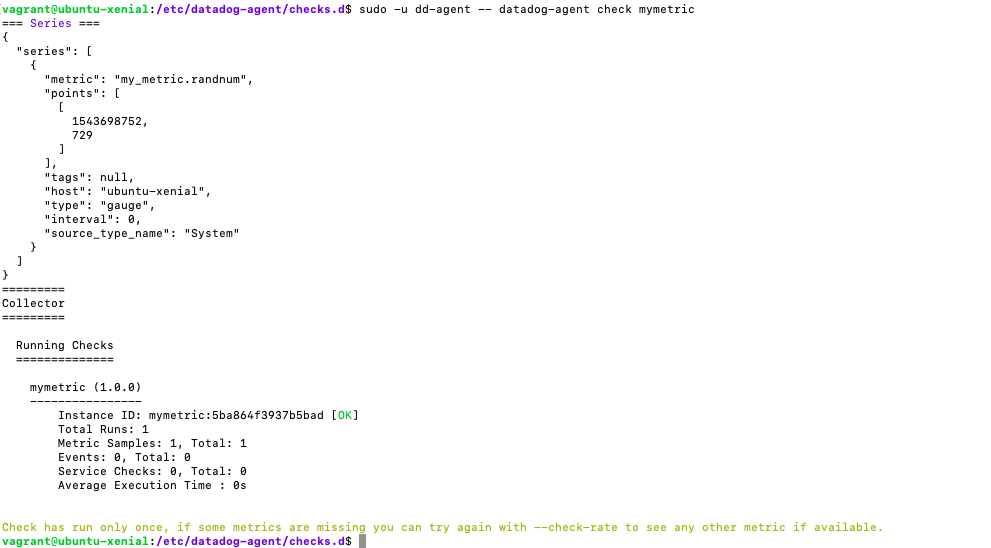 vagrant@ubuntu-xenial:/etc/datadog-agent/checks.d$ sudo -u dd-agent -- datadog-agent check mymetric
=== Series ===
{
  "series": [
    {
      "metric": "my_metric.randnum",
      "points": [
        [
          1543698752,
          729
        ]
      ],
      "tags": null,
      "host": "ubuntu-xenial",
      "type": "gauge",
      "interval": 0,
      "source_type_name": "System"
    }
  ]
}
=========
Collector
=========

  Running Checks
  ==============

    mymetric (1.0.0)
    ----------------
        Instance ID: mymetric:5ba864f3937b5bad [OK]
        Total Runs: 1
        Metric Samples: 1, Total: 1
        Events: 0, Total: 0
        Service Checks: 0, Total: 0
        Average Execution Time : 0s


Check has run only once, if some metrics are missing you can try again with --check-rate to see any other metric if available.
vagrant@ubuntu-xenial:/etc/datadog-agent/checks.d$